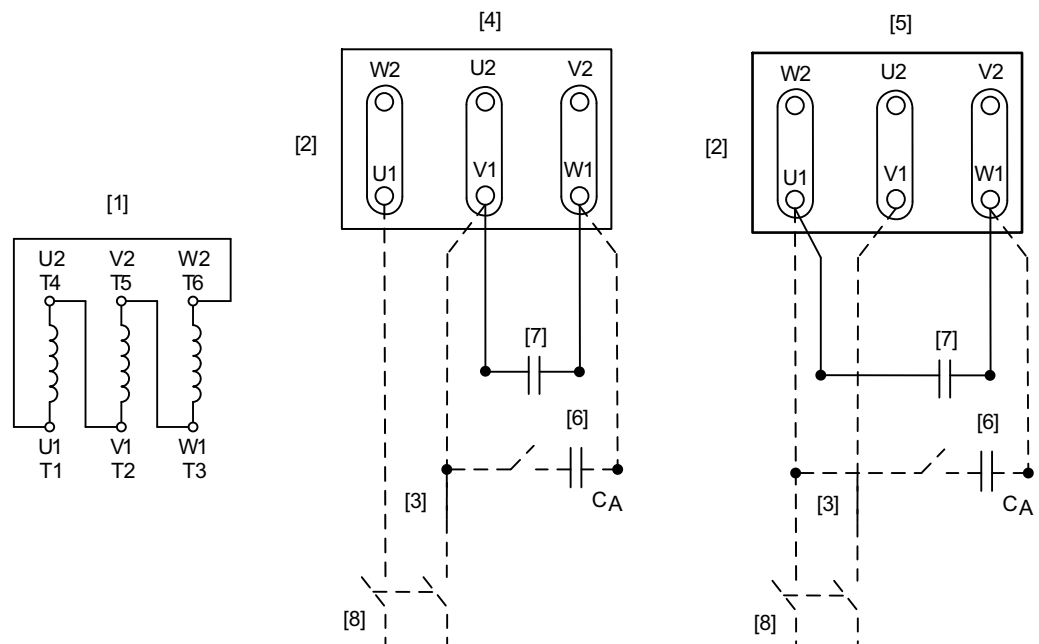 [1]
U2 V2 W2
T4 T5 T6
U1 V1 W1
T1 T2 T3
[4]
[2]
W2 U2 V2
U1 V1 W1
[7]
[6]
[3]
CA
[8]
[5]
[2]
W2 U2 V2
U1 V1 W1
[7]
[6]
[3]
CA
[8]